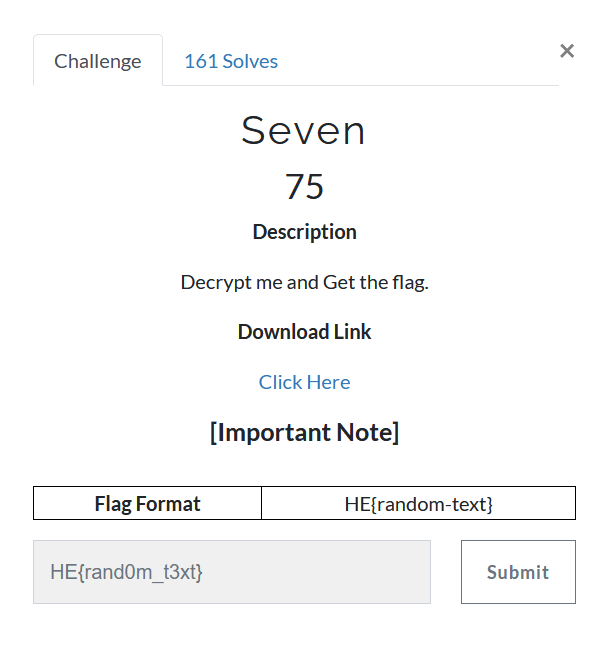 Challenge
161 Solves
×
Seven
75
Description
Decrypt me and Get the flag.
Download Link
Click Here
[Important Note]
Flag Format HE{random-text}
HE{rand0m_t3xt} Submit